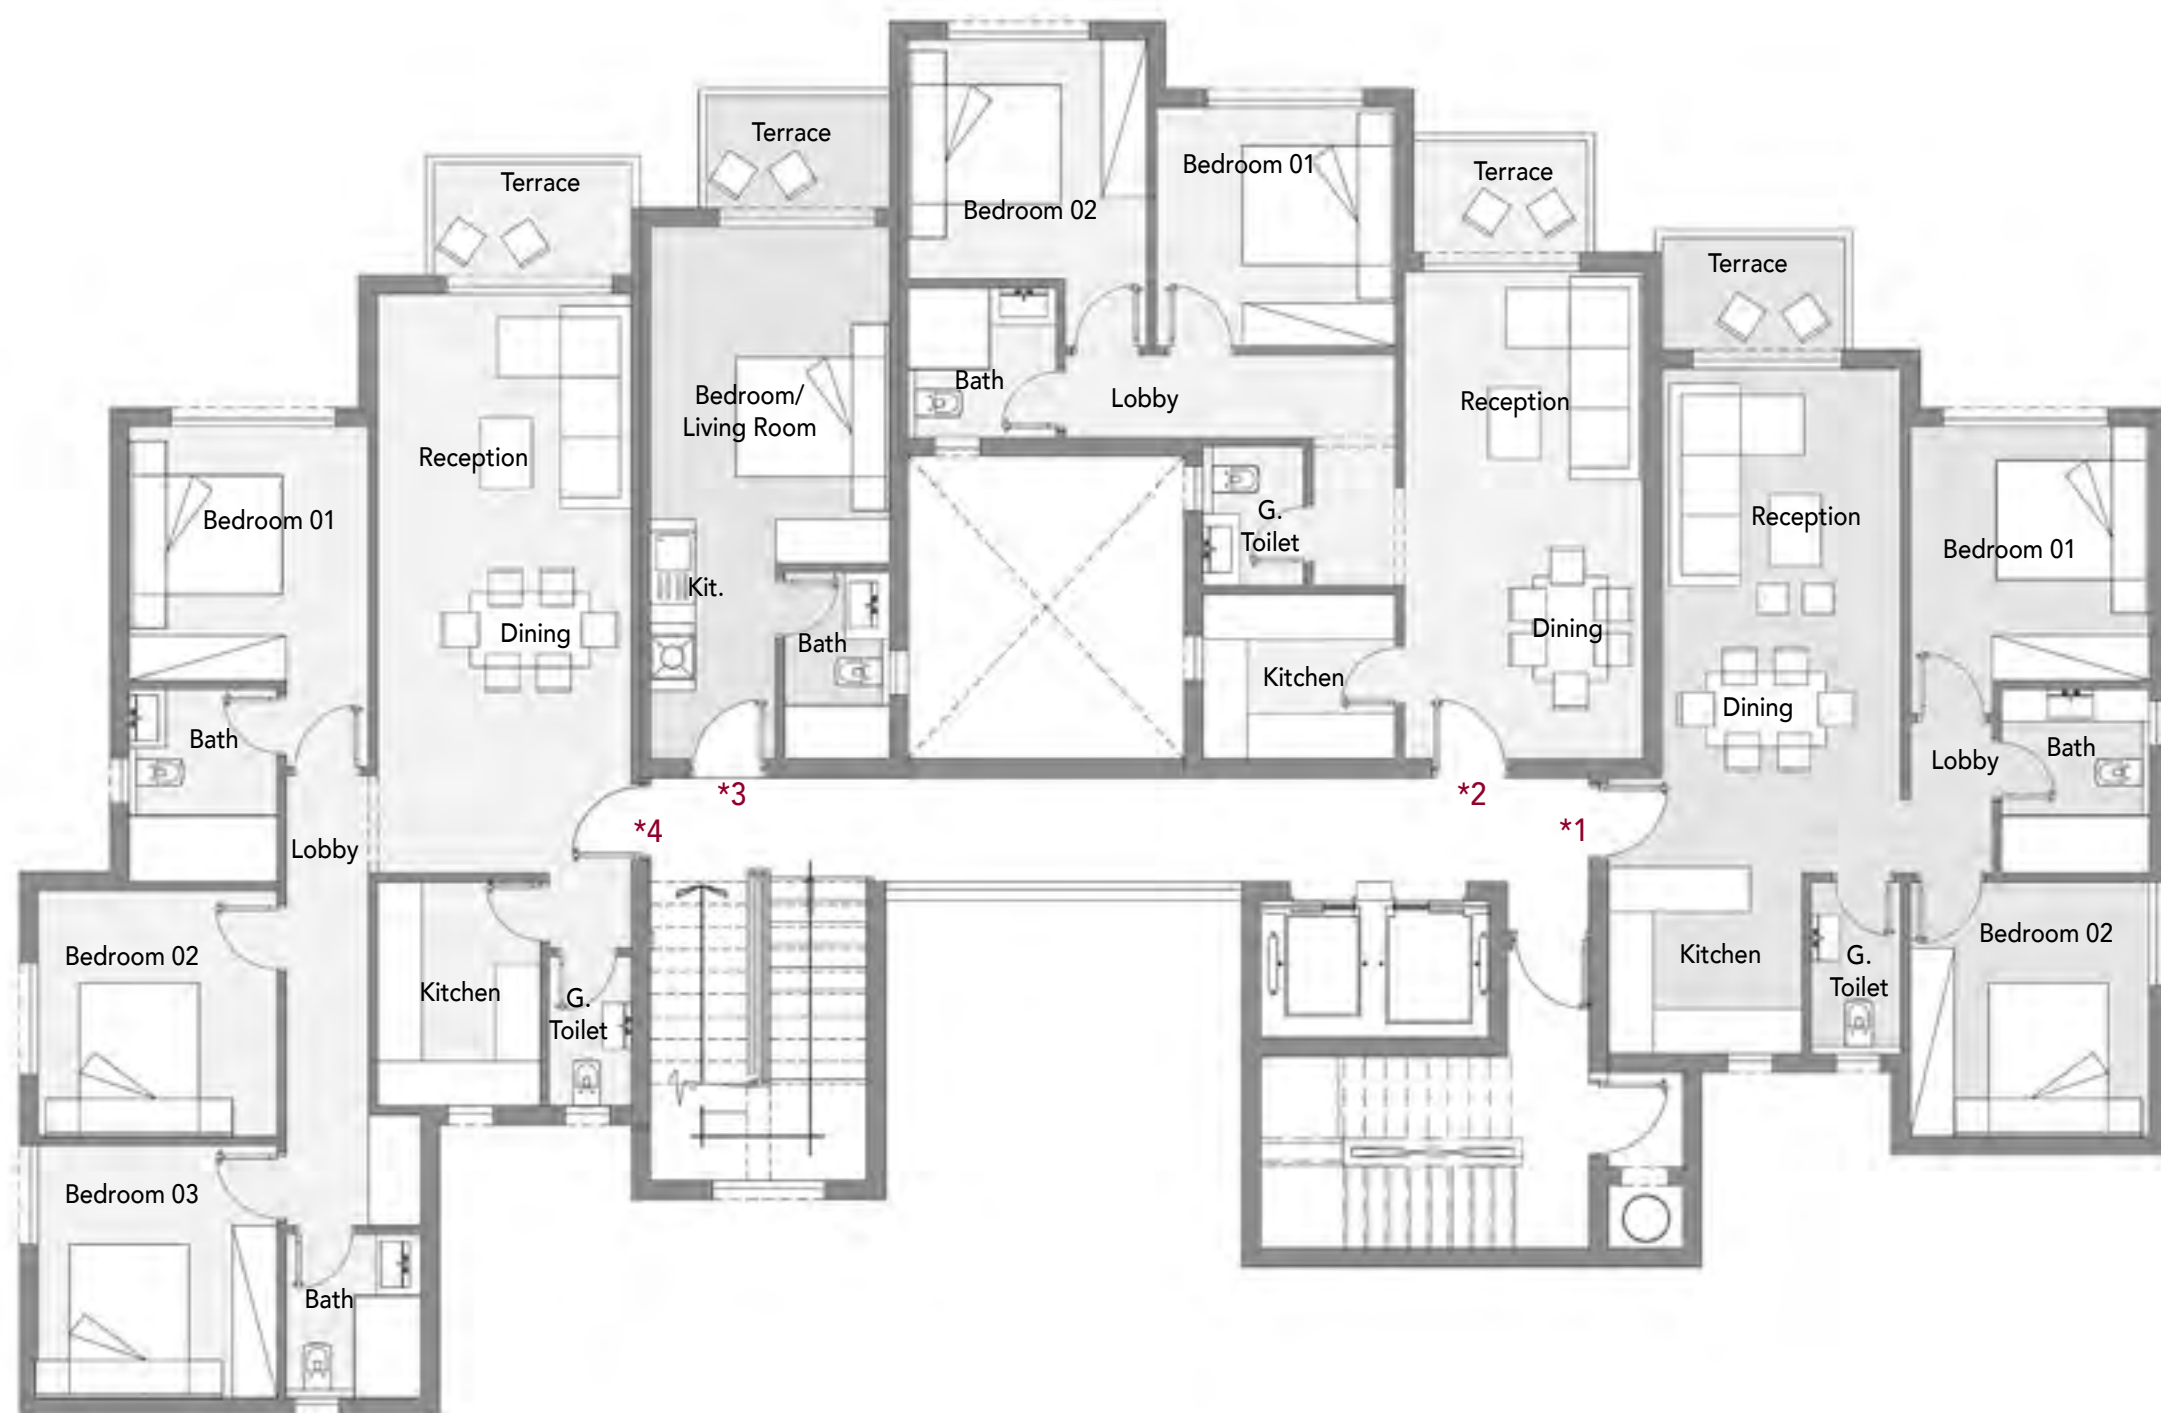 Terrace
Terrace
Terrace
Terrace
Bedroom 02
Bedroom 01
Bedroom/
Living Room
Bath
Lobby
Reception
Reception
Reception
Bedroom 01
Bedroom 01
G.
Toilet
Kit.
Dining
Bath
Dining
Kitchen
Dining
Bath
Lobby
Bath
*3
*2
*4
*1
Lobby
Bedroom 02
Kitchen
G.
Toilet
Kitchen
G.
Toilet
Bedroom 02
Bedroom 03
Bath